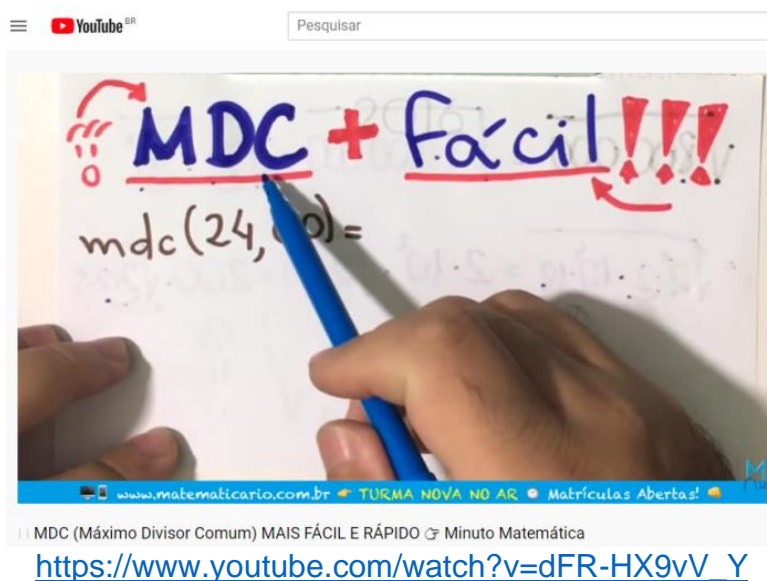 YouTube BR
Pesquisar
MDC + Fácil!!!
mdc(24, 0)=
www.matematicario.com.br TURMA NOVA NO AR Matrículas Abertas!
MDC (Máximo Divisor Comum) MAIS FÁCIL E RÁPIDO Minuto Matemática
https://www.youtube.com/watch?v=dFR-HX9vV_Y